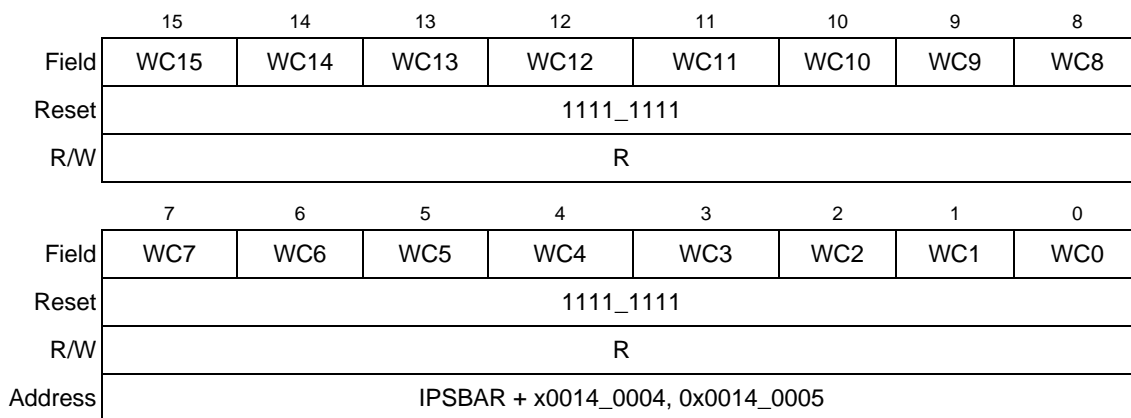 15 14 13 12 11 10 9 8
Field WC15 WC14 WC13 WC12 WC11 WC10 WC9 WC8
Reset 1111_1111
R/W R
7 6 5 4 3 2 1 0
Field WC7 WC6 WC5 WC4 WC3 WC2 WC1 WC0
Reset 1111_1111
R/W R
Address IPSBAR + x0014_0004, 0x0014_0005